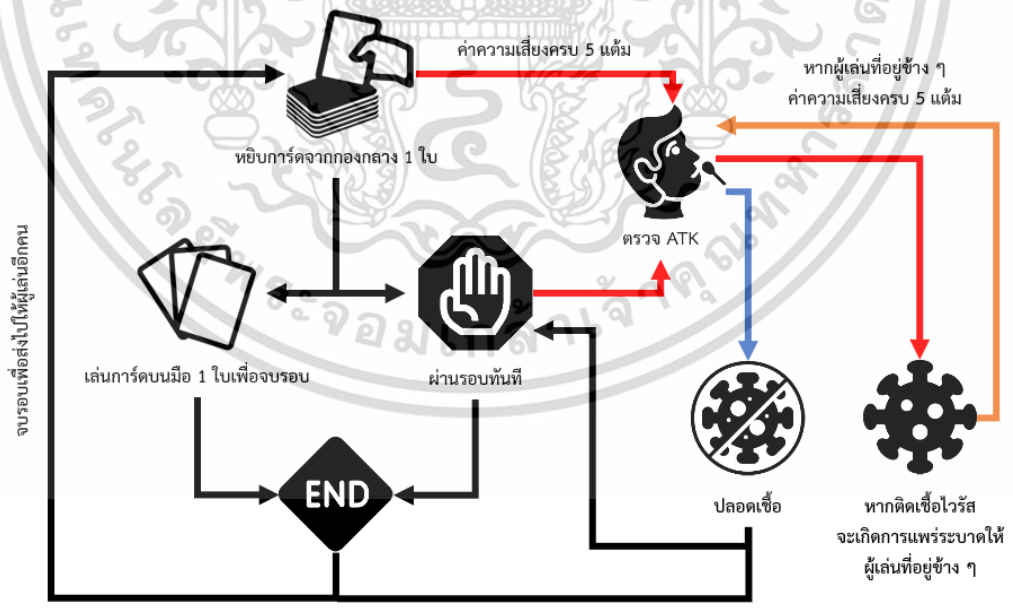 ค่าความเสี่ยงครบ 5 แต้ม
หากผู้เล่นที่อยู่ข้าง ๆ
ค่าความเสี่ยงครบ 5 แต้ม
หยิบการ์ดจากกองกลาง 1 ใบ
ตรวจ ATK
จบรอบเพื่อส่งไปให้ผู้เล่นอีกคน
เล่นการ์ดบนมือ 1 ใบเพื่อจบรอบ
ผ่านรอบทันที
END
ปลอดเชื้อ
หากติดเชื้อไวรัส
จะเกิดการแพร่ระบาดให้
ผู้เล่นที่อยู่ข้าง ๆ